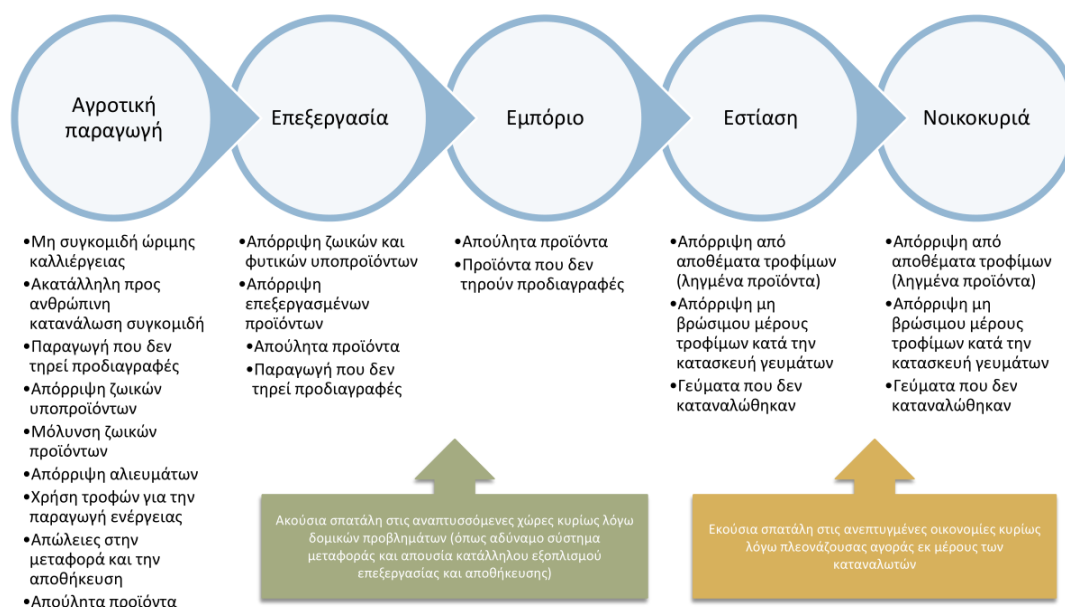 Αγροτική
παραγωγή
Επεξεργασία
Εμπόριο
Εστίαση
Νοικοκυριά
•Μη συγκομιδή ώριμης
καλλιέργειας
•Ακατάλληλη προς
ανθρώπινη
κατανάλωση συγκομιδή
•Παραγωγή που δεν
τηρεί προδιαγραφές
•Απόρριψη ζωικών
υποπροϊόντων
•Μόλυνση ζωικών
προϊόντων
•Απόρριψη αλιευμάτων
•Χρήση τροφών για την
παραγωγή ενέργειας
•Απώλειες στην
μεταφορά και την
αποθήκευση
•Απούλητα προϊόντα
•Απόρριψη ζωικών και
φυτικών υποπροϊόντων
•Απόρριψη
επεξεργασμένων
προϊόντων
•Απούλητα προϊόντα
•Παραγωγή που δεν
τηρεί προδιαγραφές
•Απούλητα προϊόντα
•Προϊόντα που δεν
τηρούν προδιαγραφές
•Απόρριψη από
αποθέματα τροφίμων
(ληγμένα προϊόντα)
•Απόρριψη μη
βρώσιμου μέρους
τροφίμων κατά την
κατασκευή γευμάτων
•Γεύματα που δεν
καταναλώθηκαν
•Απόρριψη από
αποθέματα τροφίμων
(ληγμένα προϊόντα)
•Απόρριψη μη
βρώσιμου μέρους
τροφίμων κατά την
κατασκευή γευμάτων
•Γεύματα που δεν
καταναλώθηκαν
Ακούσια σπατάλη στις αναπτυσσόμενες χώρες κυρίως λόγω
δομικών προβλημάτων (όπως αδύναμο σύστημα
μεταφοράς και απουσία κατάλληλου εξοπλισμού
επεξεργασίας και αποθήκευσης)
Εκούσια σπατάλη στις ανεπτυγμένες οικονομίες κυρίως
λόγω πλεονάζουσας αγοράς εκ μέρους των
καταναλωτών